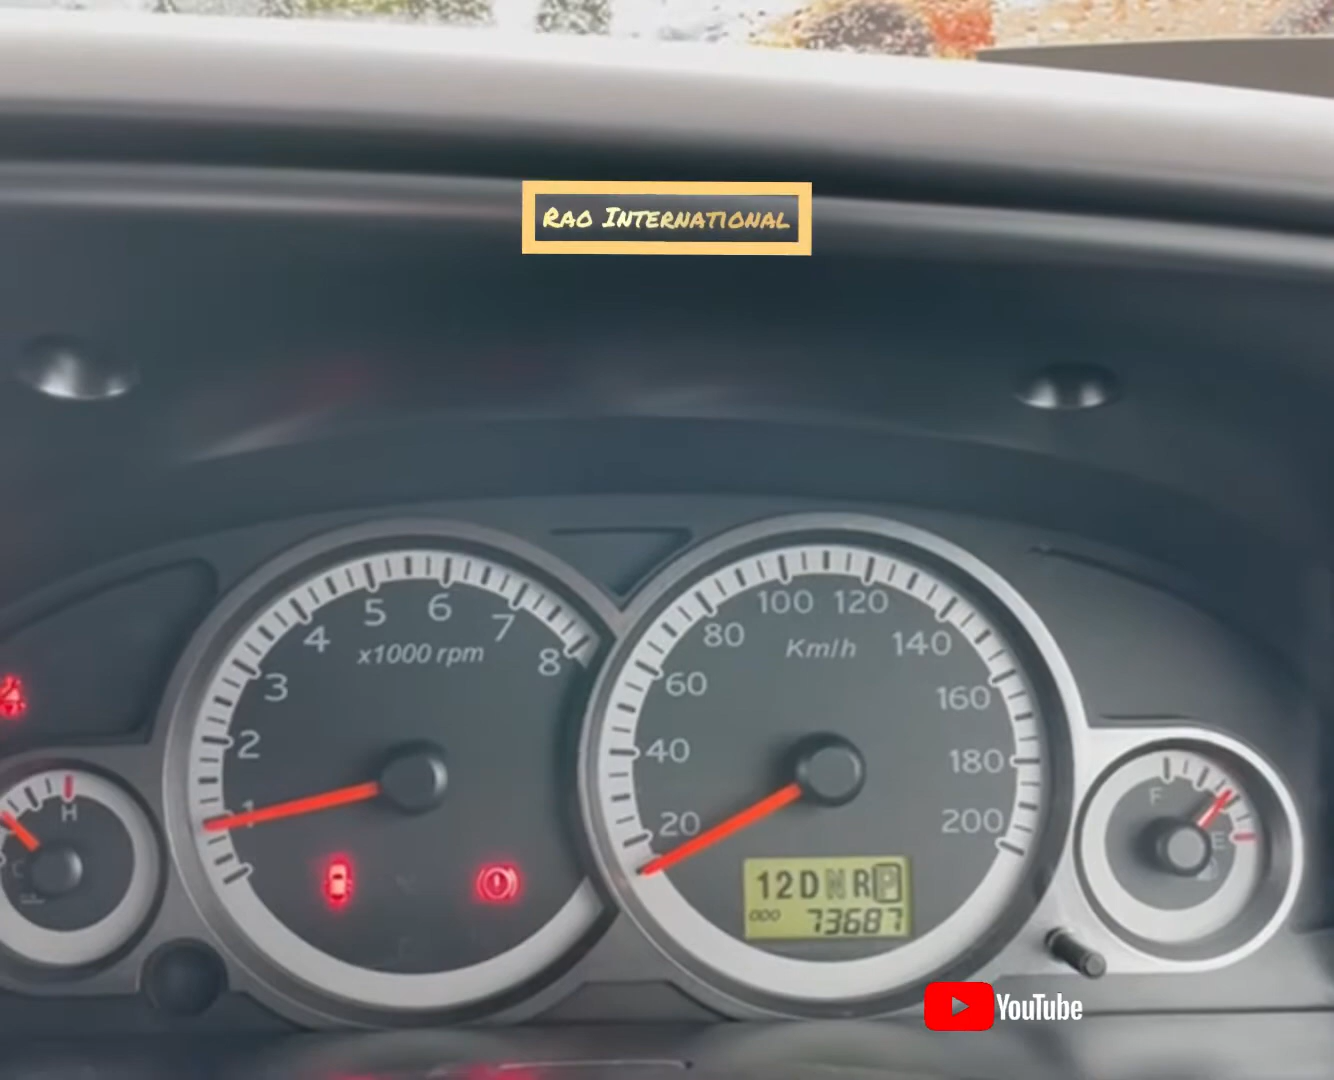 Rao International
5 6
4 7
x1000 rpm
3 8
2
1
100 120
80 Km/h 140
60 160
40 180
20 200
12DNRP
ODO 73687
H
C
F
E
YouTube